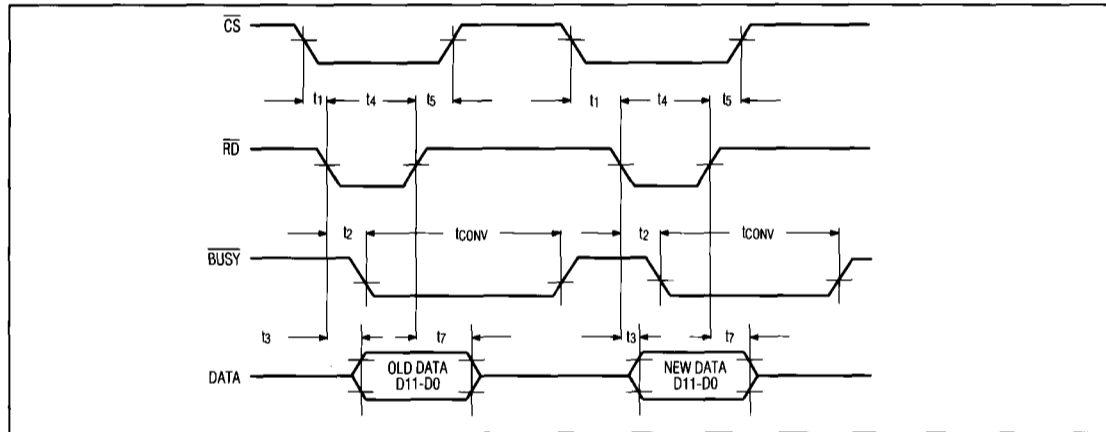 CS
t1 t4 t5 t1 t4 t5
RD
t2 tCONV t2 tCONV
BUSY
t3 t7 t3 t7
DATA OLD DATA D11-D0 NEW DATA D11-D0